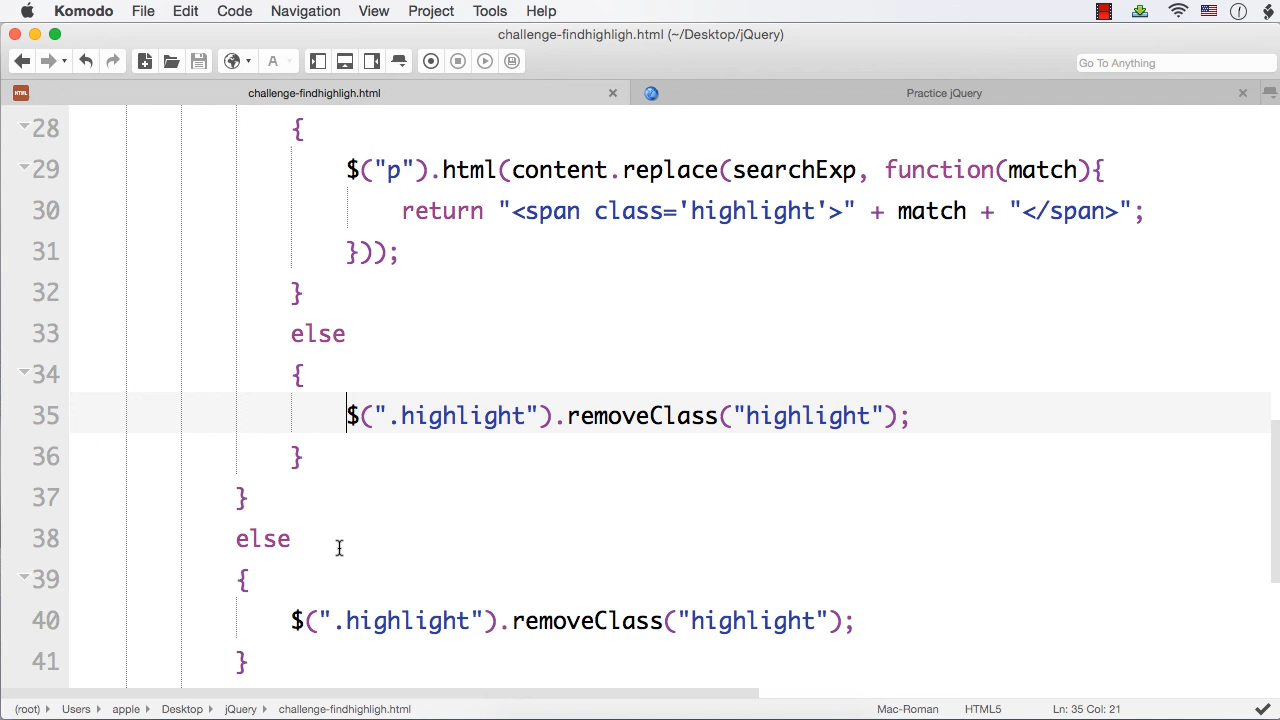 Komodo File Edit Code Navigation View Project Tools Help
challenge-findhighligh.html (~/Desktop/jQuery)
A Go To Anything
HTML challenge-findhighligh.html Practice jQuery
28 {
29 $("p").html(content.replace(searchExp, function(match){
30 return "<span class='highlight'>" + match + "</span>";
31 }));
32 }
33 else
34 {
35 $(".highlight").removeClass("highlight");
36 }
37 }
38 else
39 {
40 $(".highlight").removeClass("highlight");
41 }
(root) Users apple Desktop jQuery challenge-findhighligh.html Mac-Roman HTML5 Ln: 35 Col: 21